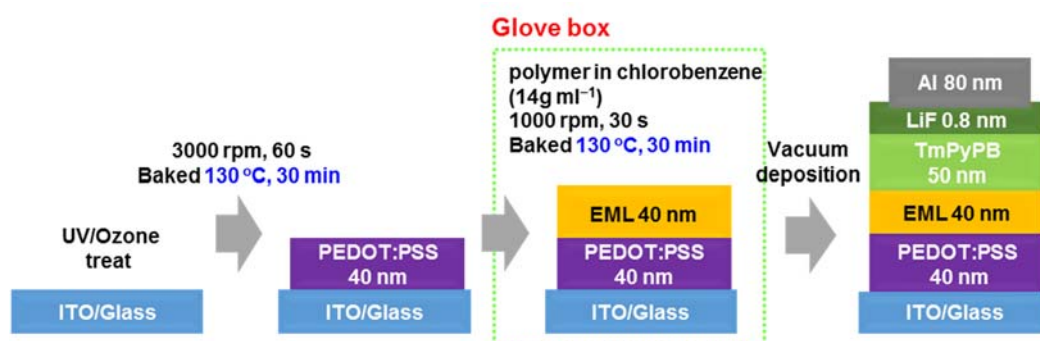 UV/Ozone
treat
ITO/Glass
3000 rpm, 60 s
Baked 130 °C, 30 min
PEDOT:PSS
40 nm
ITO/Glass
Glove box
polymer in chlorobenzene
(14g ml⁻¹)
1000 rpm, 30 s
Baked 130 °C, 30 min
EML 40 nm
PEDOT:PSS
40 nm
ITO/Glass
Vacuum
deposition
Al 80 nm
LiF 0.8 nm
TmPyPB
50 nm
EML 40 nm
PEDOT:PSS
40 nm
ITO/Glass